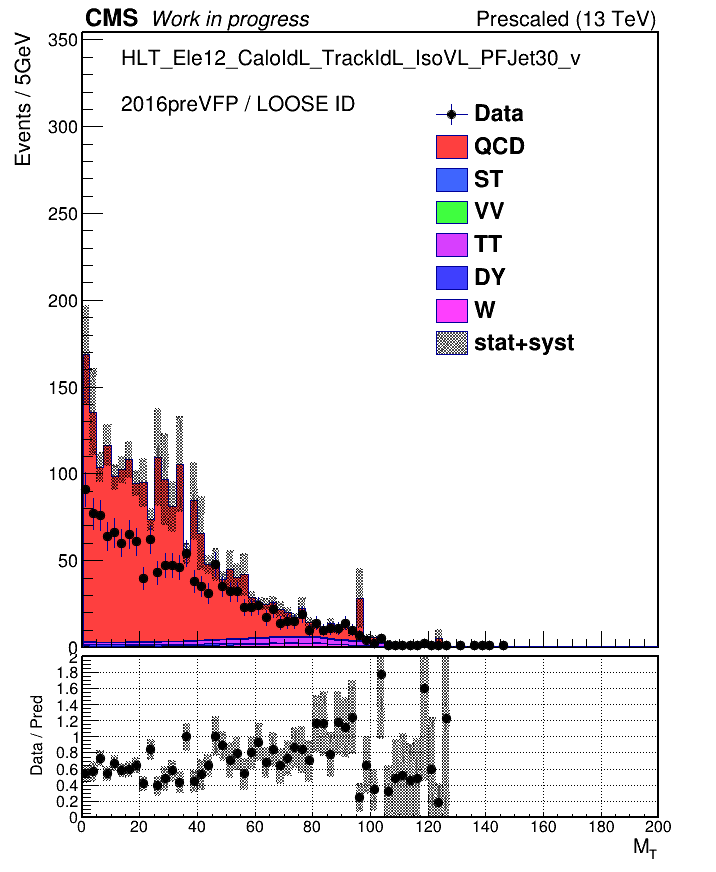 CMS Work in progress Prescaled (13 TeV)
HLT_Ele12_CaloIdL_TrackIdL_IsoVL_PFJet30_v
2016preVFP / LOOSE ID
Data
QCD
ST
VV
TT
DY
W
stat+syst
Events / 5GeV
350
300
250
200
150
100
50
0
Data / Pred
2
1.8
1.6
1.4
1.2
1
0.8
0.6
0.4
0.2
0
0 20 40 60 80 100 120 140 160 180 200
M_T